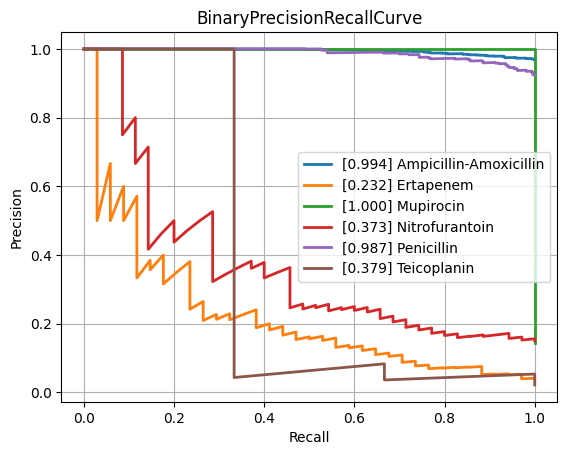 BinaryPrecisionRecallCurve
Precision
1.0
0.8
0.6
0.4
0.2
0.0
[0.994] Ampicillin-Amoxicillin
[0.232] Ertapenem
[1.000] Mupirocin
[0.373] Nitrofurantoin
[0.987] Penicillin
[0.379] Teicoplanin
0.0 0.2 0.4 0.6 0.8 1.0
Recall